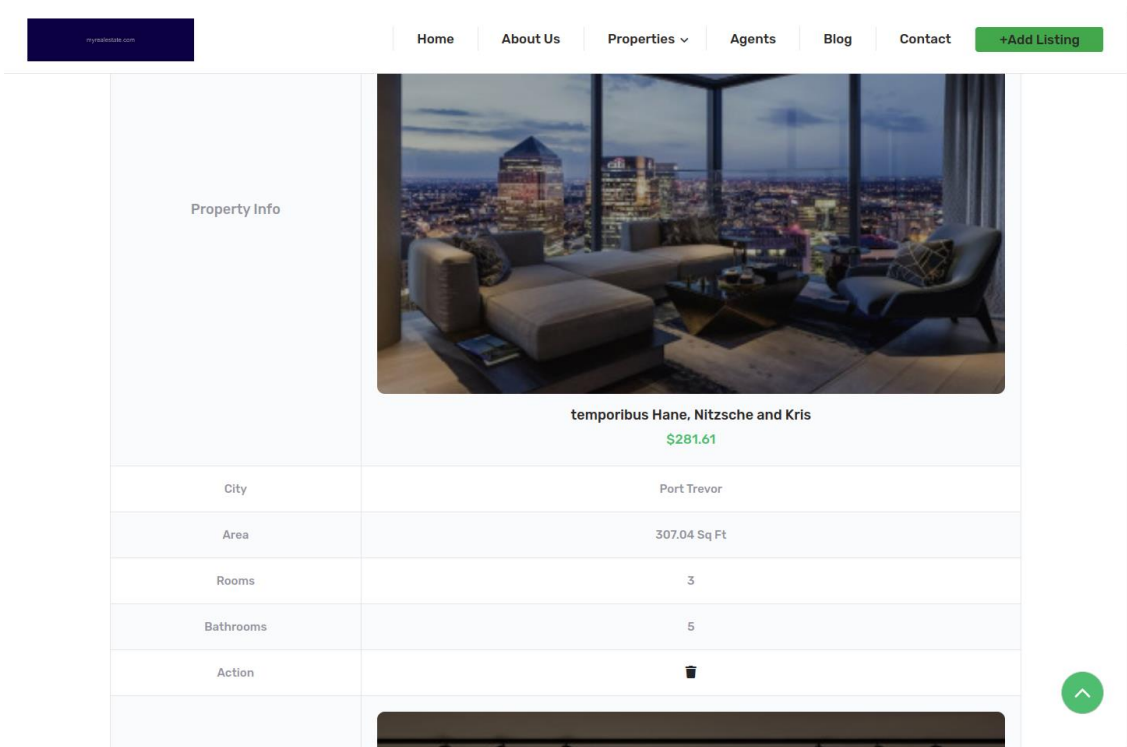 myrealestate.com
Home About Us Properties Agents Blog Contact +Add Listing
Property Info
citi
temporibus Hane, Nitzsche and Kris
$281.61
City Port Trevor
Area 307.04 Sq Ft
Rooms 3
Bathrooms 5
Action